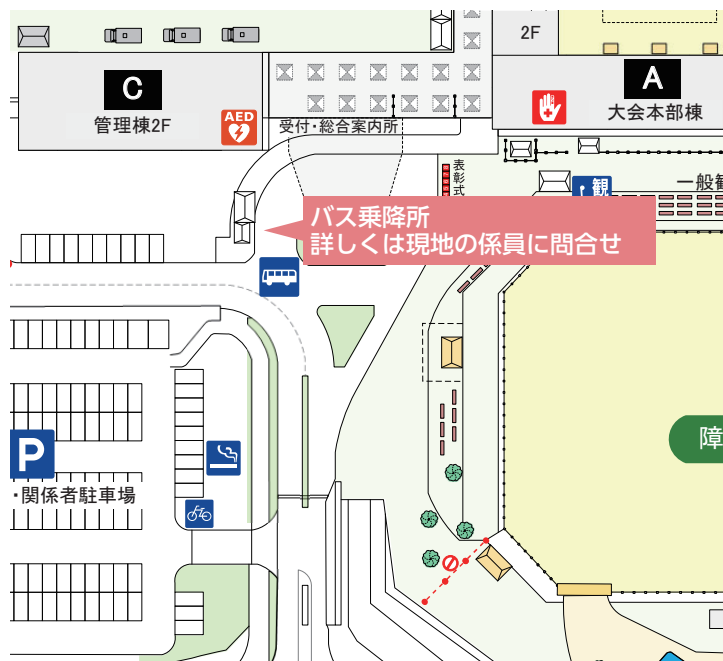 2F
C
A
管理棟2F
AED
大会本部棟
受付・総合案内所
表彰式
観
一般観
バス乗降所
詳しくは現地の係員に問合せ
障
P
・関係者駐車場